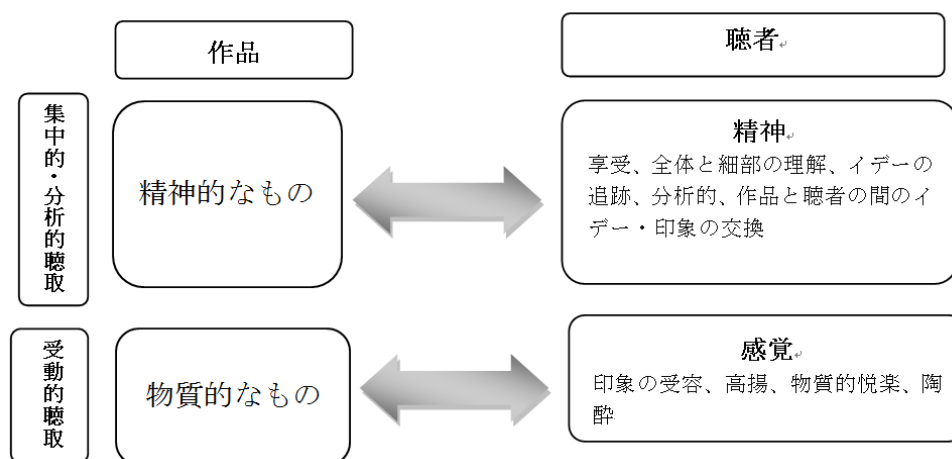 作品
聴者
集中的・分析的聴取
精神的なもの
精神
享受、全体と細部の理解、イデーの
追跡、分析的、作品と聴者の間のイ
デー・印象の交換
受動的聴取
物質的なもの
感覚
印象の受容、高揚、物質的悦楽、陶
酔